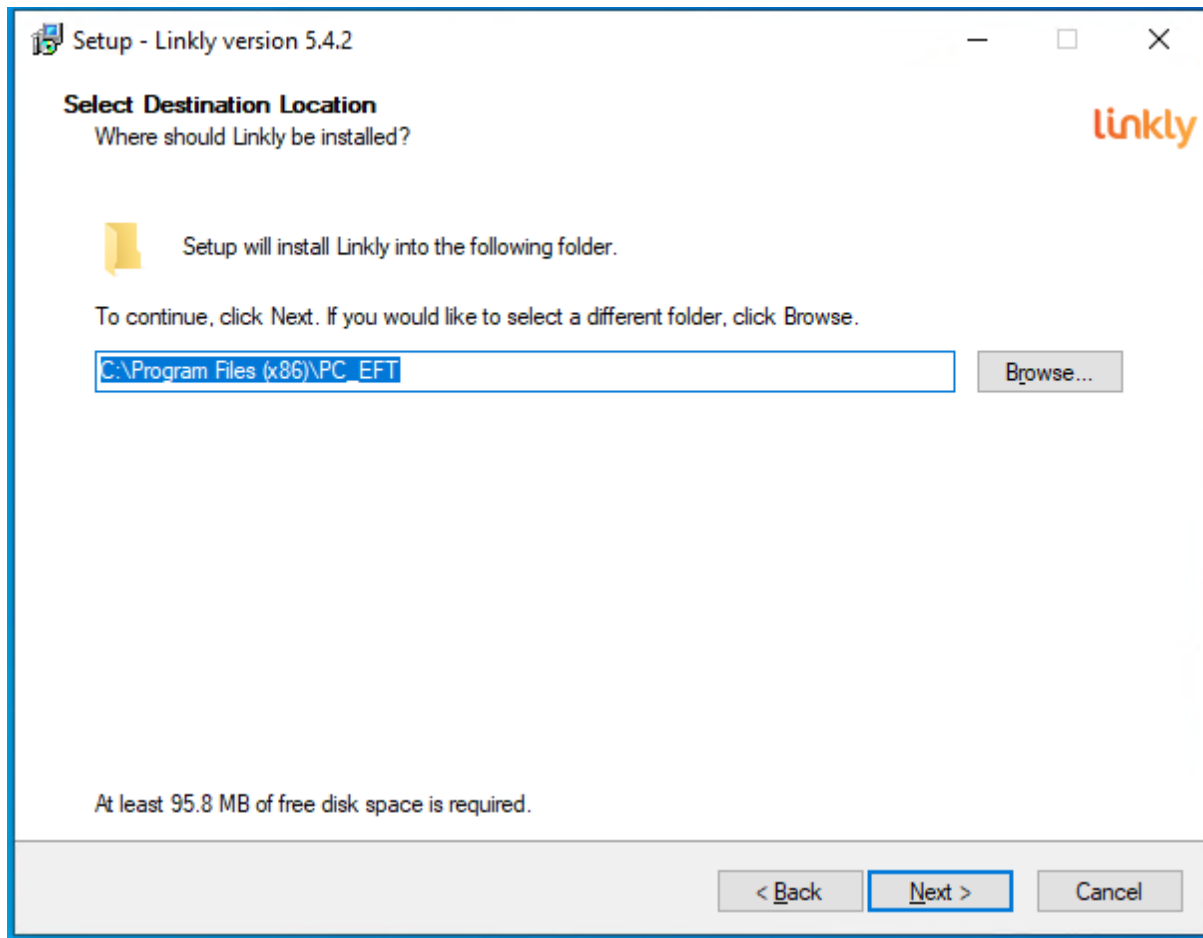 Setup - Linkly version 5.4.2
Select Destination Location
Where should Linkly be installed?
linkly
Setup will install Linkly into the following folder.
To continue, click Next. If you would like to select a different folder, click Browse.
C:\Program Files (x86)\PC_EFT
Browse...
At least 95.8 MB of free disk space is required.
< Back
Next >
Cancel